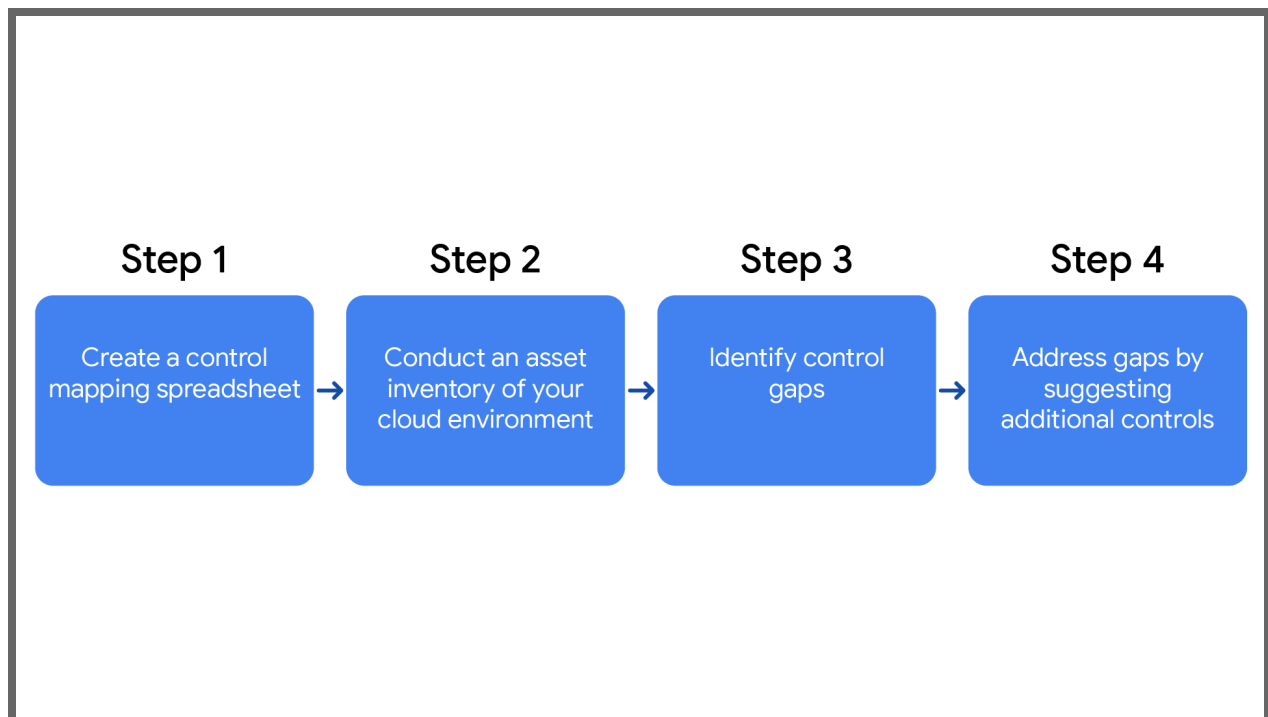 Step 1
Create a control
mapping spreadsheet
Step 2
Conduct an asset
inventory of your
cloud environment
Step 3
Identify control
gaps
Step 4
Address gaps by
suggesting
additional controls